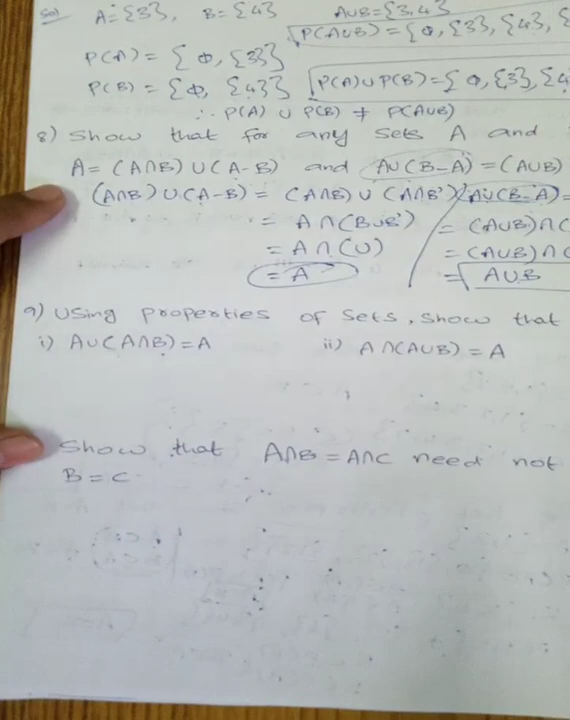 Sol A = {3}, B = {4} A∪B = {3,4}
P(A∪B) = {Φ, {3}, {4}, {
P(A) = {Φ, {3}}
P(B) = {Φ, {4}} P(A)∪P(B) = {Φ, {3}, {4
∴ P(A) ∪ P(B) ≠ P(A∪B)
8) Show that for any sets A and
A = (A∩B) ∪ (A-B) and A∪(B-A) = (A∪B)
(A∩B) ∪ (A-B) = (A∩B) ∪ (A∩B') A∪(B-A) =
= A ∩ (B∪B') = (A∪B) ∩ (
= A ∩ (U) = (A∪B) ∩ (
= A = A∪B
9) Using properties of Sets, show that
i) A∪(A∩B) = A ii) A∩(A∪B) = A
Show that A∩B = A∩C need not
B = C